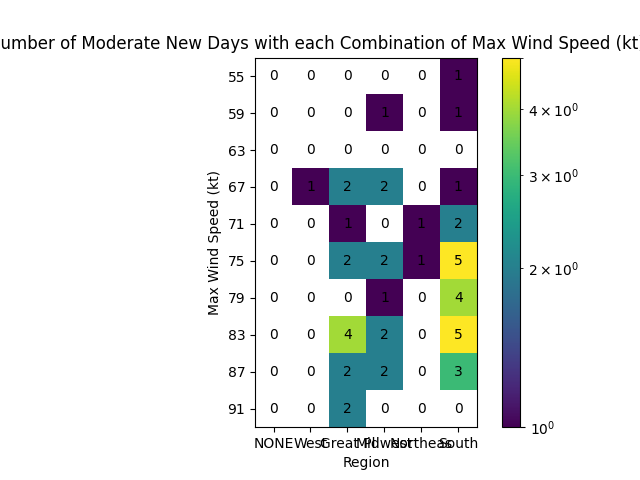 umber of Moderate New Days with each Combination of Max Wind Speed (kt
55 0 0 0 0 0 1
59 0 0 0 1 0 1
63 0 0 0 0 0 0
67 0 1 2 2 0 1
71 0 0 1 0 1 2
75 0 0 2 2 1 5
79 0 0 0 1 0 4
83 0 0 4 2 0 5
87 0 0 2 2 0 3
91 0 0 2 0 0 0
NONE West Great Pl Midwest Northeas South
Region
Max Wind Speed (kt)
4 × 10⁰
3 × 10⁰
2 × 10⁰
10⁰